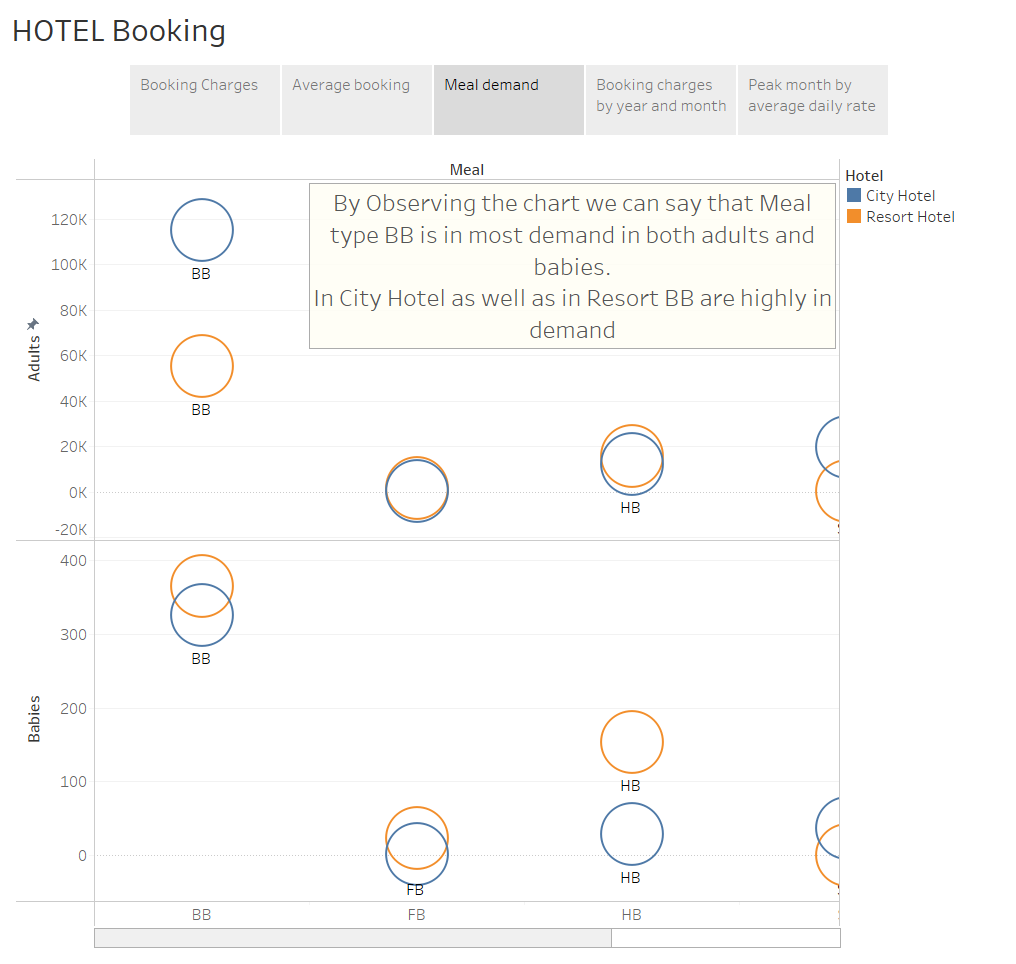 HOTEL Booking
Booking Charges
Average booking
Meal demand
Booking charges
by year and month
Peak month by
average daily rate
Meal
Hotel
City Hotel
Resort Hotel
By Observing the chart we can say that Meal
type BB is in most demand in both adults and
babies.
In City Hotel as well as in Resort BB are highly in
demand
Adults
120K
100K
80K
60K
40K
20K
0K
-20K
BB
BB
HB
Babies
400
300
200
100
0
BB
HB
HB
FB
BB
FB
HB